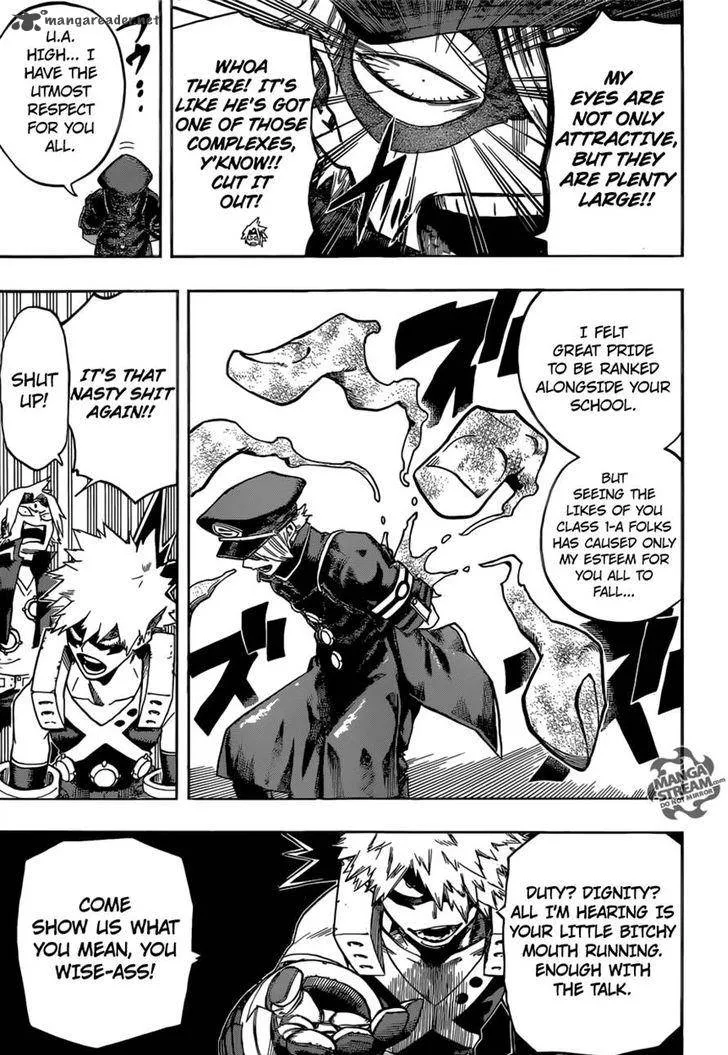 mangareader.net
MY
EYES ARE
NOT ONLY
ATTRACTIVE,
BUT THEY
ARE PLENTY
LARGE!!
WHOA
THERE! IT'S
LIKE HE'S GOT
ONE OF THOSE
COMPLEXES,
Y'KNOW!!
CUT IT
OUT!
U.A.
HIGH... I
HAVE THE
UTMOST
RESPECT
FOR YOU
ALL.
I FELT
GREAT PRIDE
TO BE RANKED
ALONGSIDE YOUR
SCHOOL.
BUT
SEEING THE
LIKES OF YOU
CLASS 1-A FOLKS
HAS CAUSED ONLY
MY ESTEEM FOR
YOU ALL TO
FALL...
ズズズ
IT'S THAT
NASTY SHIT
AGAIN!!
SHUT
UP!
MANGA
STREAM.com
DO NOT MIRROR
DUTY? DIGNITY?
ALL I'M HEARING IS
YOUR LITTLE BITCHY
MOUTH RUNNING.
ENOUGH WITH
THE TALK.
COME
SHOW US WHAT
YOU MEAN, YOU
WISE-ASS!